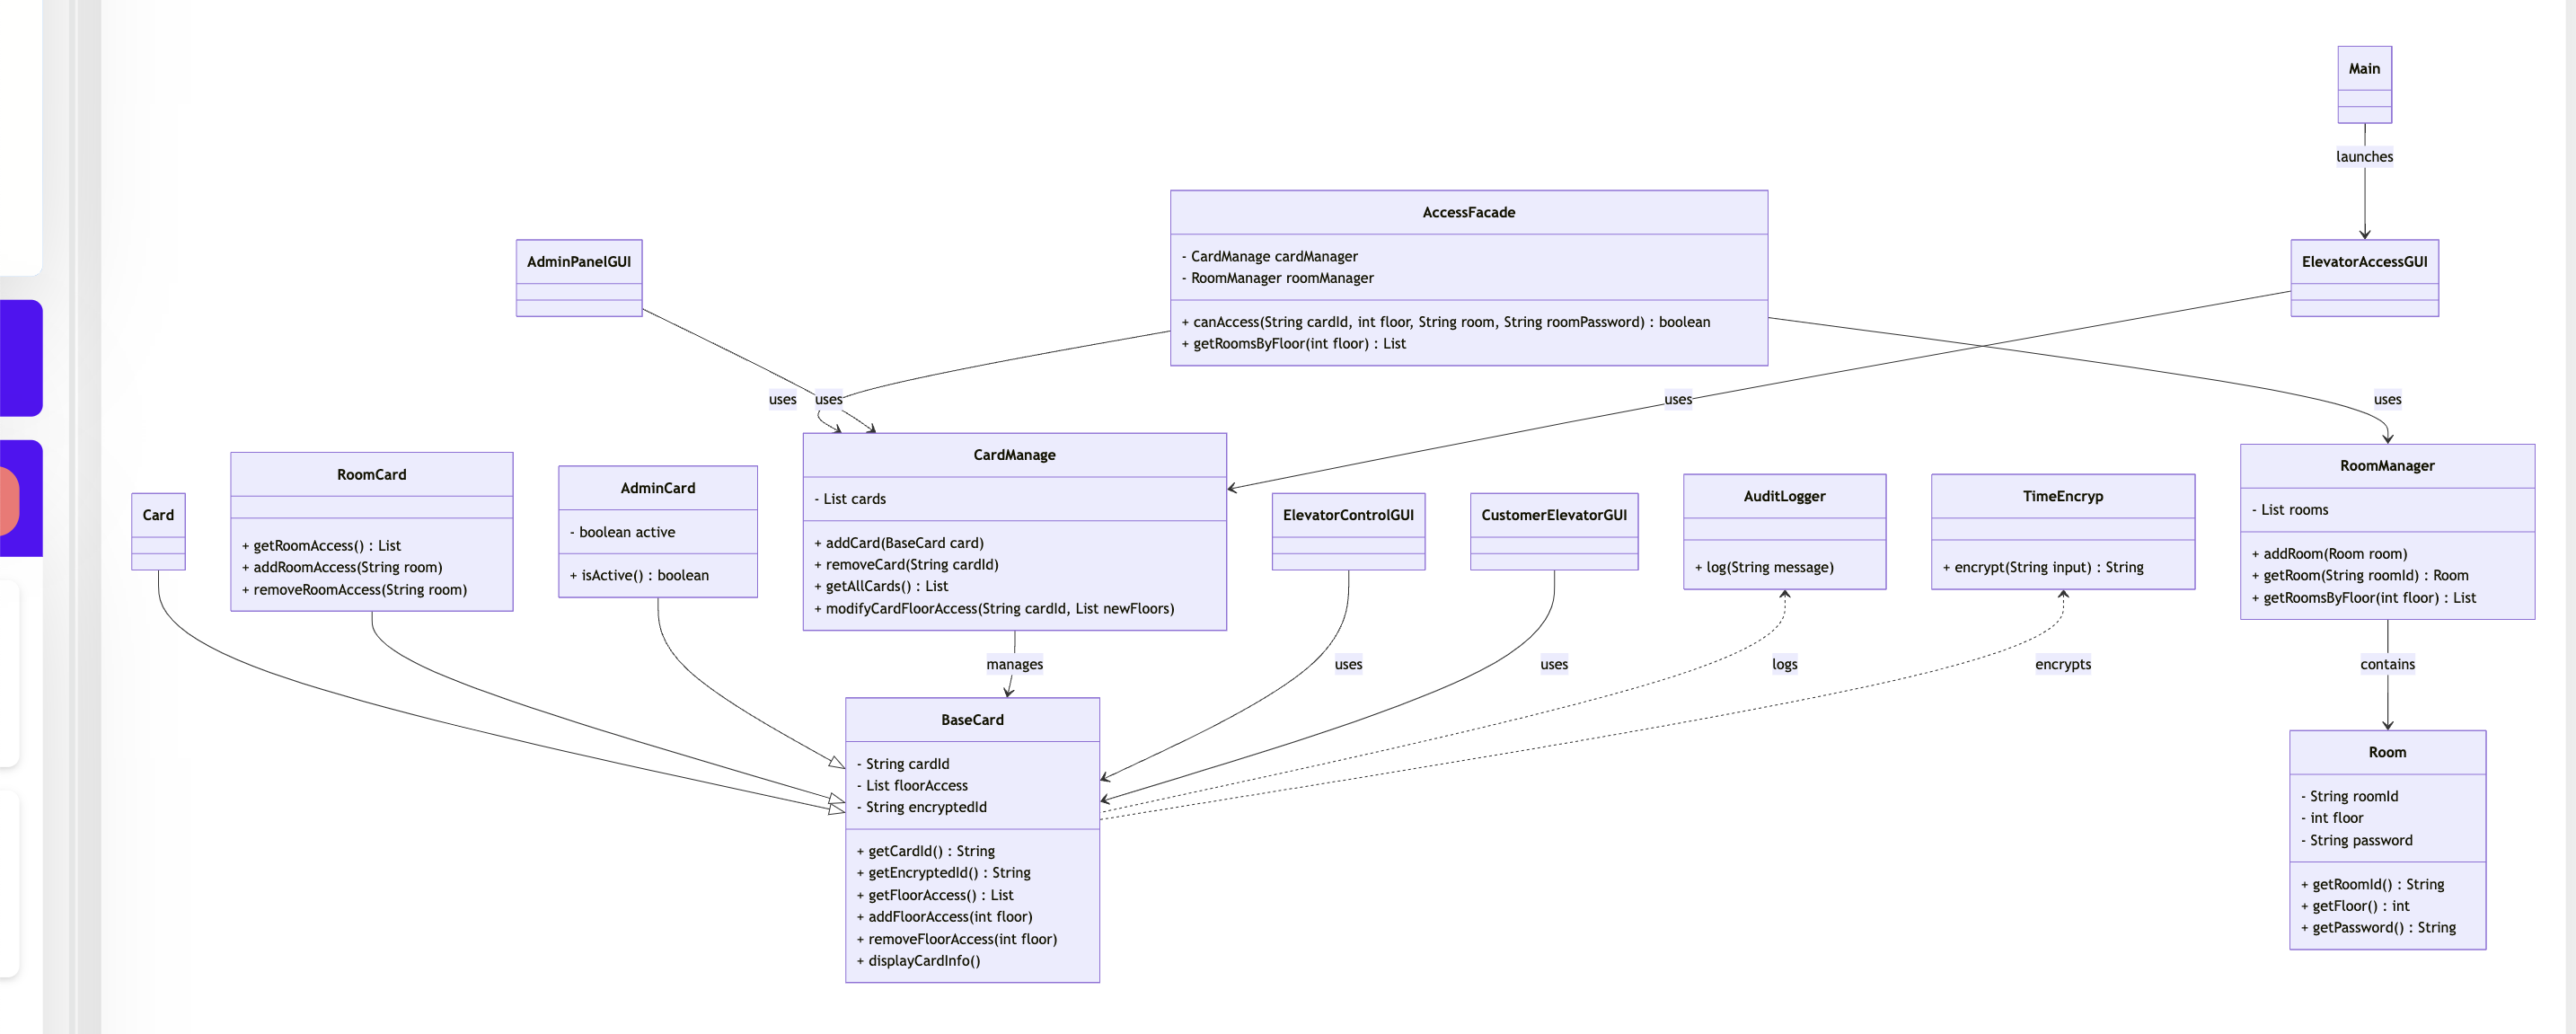 Main
launches
AccessFacade
- CardManage cardManager
- RoomManager roomManager
+ canAccess(String cardId, int floor, String room, String roomPassword) : boolean
+ getRoomsByFloor(int floor) : List
AdminPanelGUI
ElevatorAccessGUI
uses
uses
uses
uses
Card
RoomCard
+ getRoomAccess() : List
+ addRoomAccess(String room)
+ removeRoomAccess(String room)
AdminCard
- boolean active
+ isActive() : boolean
CardManage
- List cards
+ addCard(BaseCard card)
+ removeCard(String cardId)
+ getAllCards() : List
+ modifyCardFloorAccess(String cardId, List newFloors)
ElevatorControlGUI
CustomerElevatorGUI
AuditLogger
+ log(String message)
TimeEncryp
+ encrypt(String input) : String
RoomManager
- List rooms
+ addRoom(Room room)
+ getRoom(String roomId) : Room
+ getRoomsByFloor(int floor) : List
manages
uses
uses
logs
encrypts
contains
BaseCard
- String cardId
- List floorAccess
- String encryptedId
+ getCardId() : String
+ getEncryptedId() : String
+ getFloorAccess() : List
+ addFloorAccess(int floor)
+ removeFloorAccess(int floor)
+ displayCardInfo()
Room
- String roomId
- int floor
- String password
+ getRoomId() : String
+ getFloor() : int
+ getPassword() : String